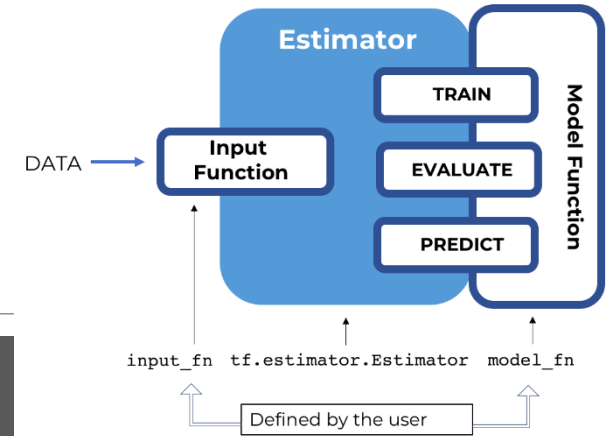 Estimator
TRAIN
Model Function
Input
Function
DATA
EVALUATE
PREDICT
input_fn tf.estimator.Estimator model_fn
Defined by the user